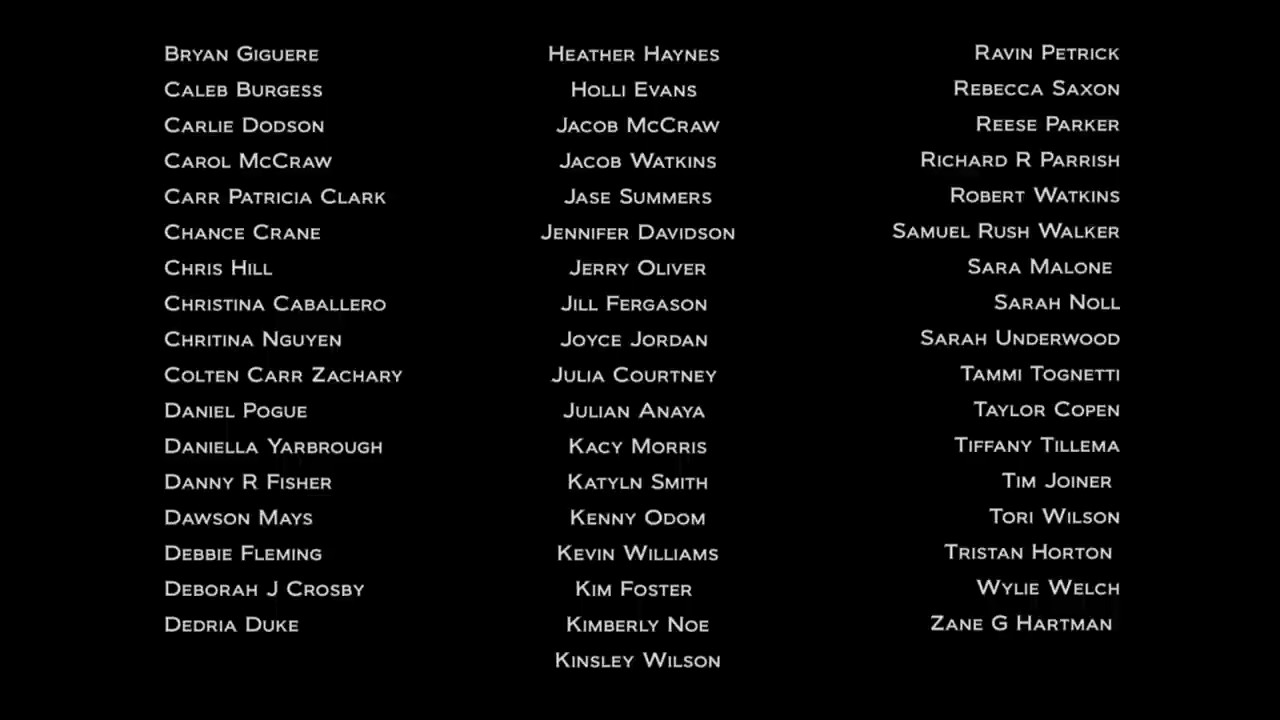 Bryan Giguere
Caleb Burgess
Carlie Dodson
Carol McCraw
Carr Patricia Clark
Chance Crane
Chris Hill
Christina Caballero
Chritina Nguyen
Colten Carr Zachary
Daniel Pogue
Daniella Yarbrough
Danny R Fisher
Dawson Mays
Debbie Fleming
Deborah J Crosby
Dedria Duke
Heather Haynes
Holli Evans
Jacob McCraw
Jacob Watkins
Jase Summers
Jennifer Davidson
Jerry Oliver
Jill Fergason
Joyce Jordan
Julia Courtney
Julian Anaya
Kacy Morris
Katyln Smith
Kenny Odom
Kevin Williams
Kim Foster
Kimberly Noe
Kinsley Wilson
Ravin Petrick
Rebecca Saxon
Reese Parker
Richard R Parrish
Robert Watkins
Samuel Rush Walker
Sara Malone
Sarah Noll
Sarah Underwood
Tammi Tognetti
Taylor Copen
Tiffany Tillema
Tim Joiner
Tori Wilson
Tristan Horton
Wylie Welch
Zane G Hartman